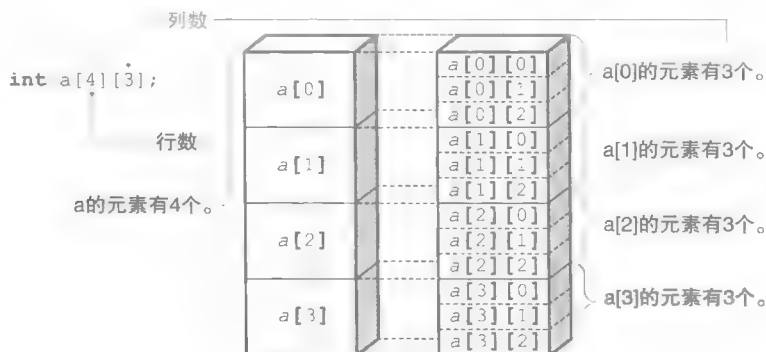 列数
int a[4][3];
行数
a的元素有4个。
a[0]
a[1]
a[2]
a[3]
a[0][0]
a[0][1]
a[0][2]
a[1][0]
a[1][1]
a[1][2]
a[2][0]
a[2][1]
a[2][2]
a[3][0]
a[3][1]
a[3][2]
a[0]的元素有3个。
a[1]的元素有3个。
a[2]的元素有3个。
a[3]的元素有3个。